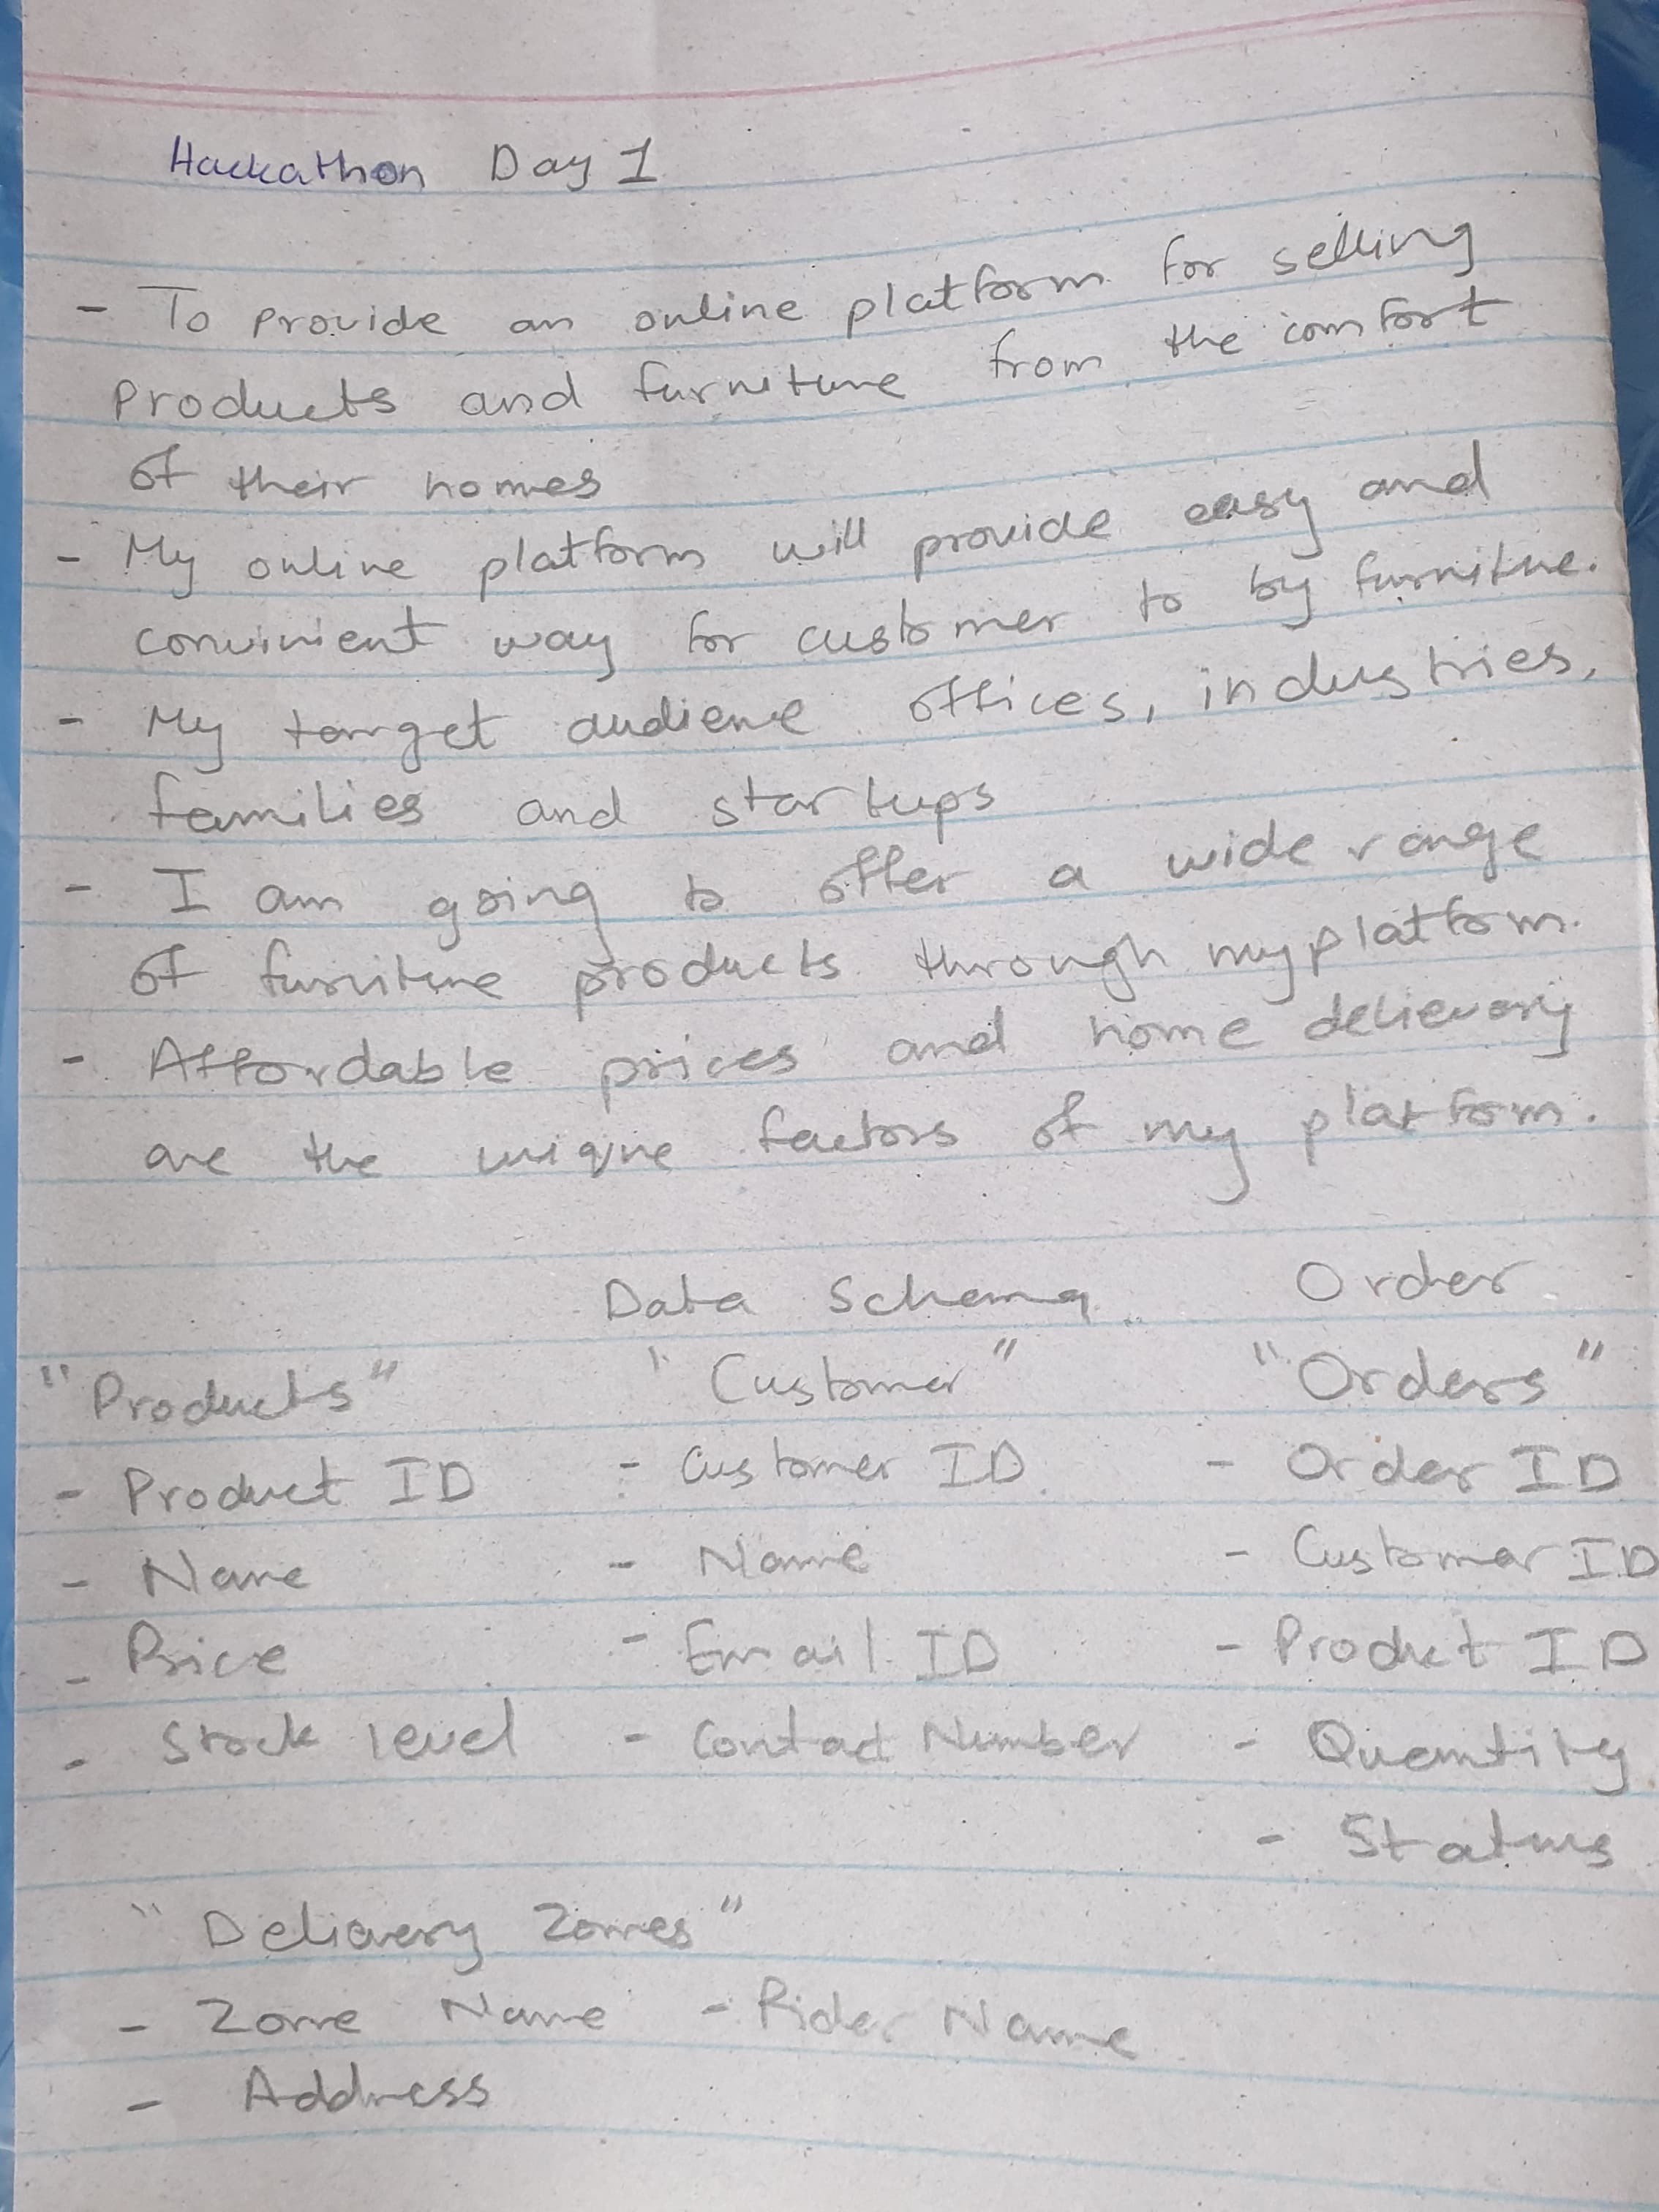 Hackathon Day 1
- To provide an online platform for selling
products and furniture from the comfort
of their homes
- My online platform will provide easy and
convinient way for customer to by furniture.
- My target audience offices, industries,
families and startups
- I am going to offer a wide range
of furniture products through my platform.
- Affordable prices and home delievery
are the unique factors of my platform.
Data Schema Order
"Products" "Customer" "Orders"
- Product ID - Customer ID - Order ID
- Name - Name - Customer ID
- Price - Email ID - Product ID
- Stock level - Contact Number - Quantity
- Status
"Delivery Zones"
- Zone Name - Rider Name
- Address